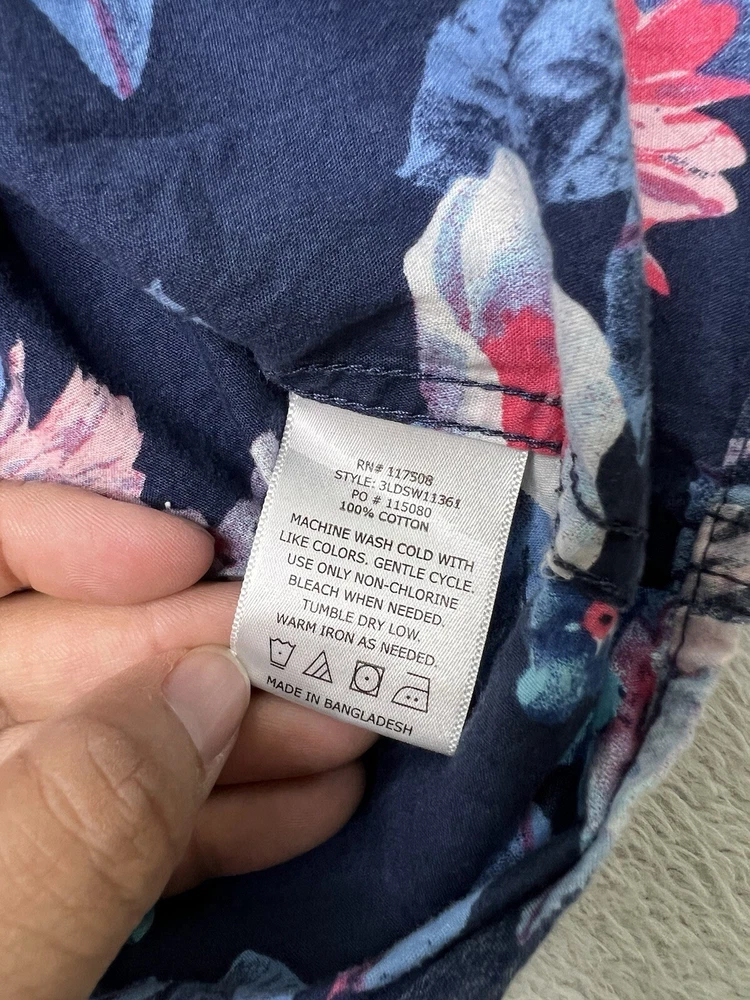 RN# 117508
STYLE: 3LDSW11361
PO # 115080
100% COTTON
MACHINE WASH COLD WITH
LIKE COLORS. GENTLE CYCLE.
USE ONLY NON-CHLORINE
BLEACH WHEN NEEDED.
TUMBLE DRY LOW.
WARM IRON AS NEEDED.
MADE IN BANGLADESH